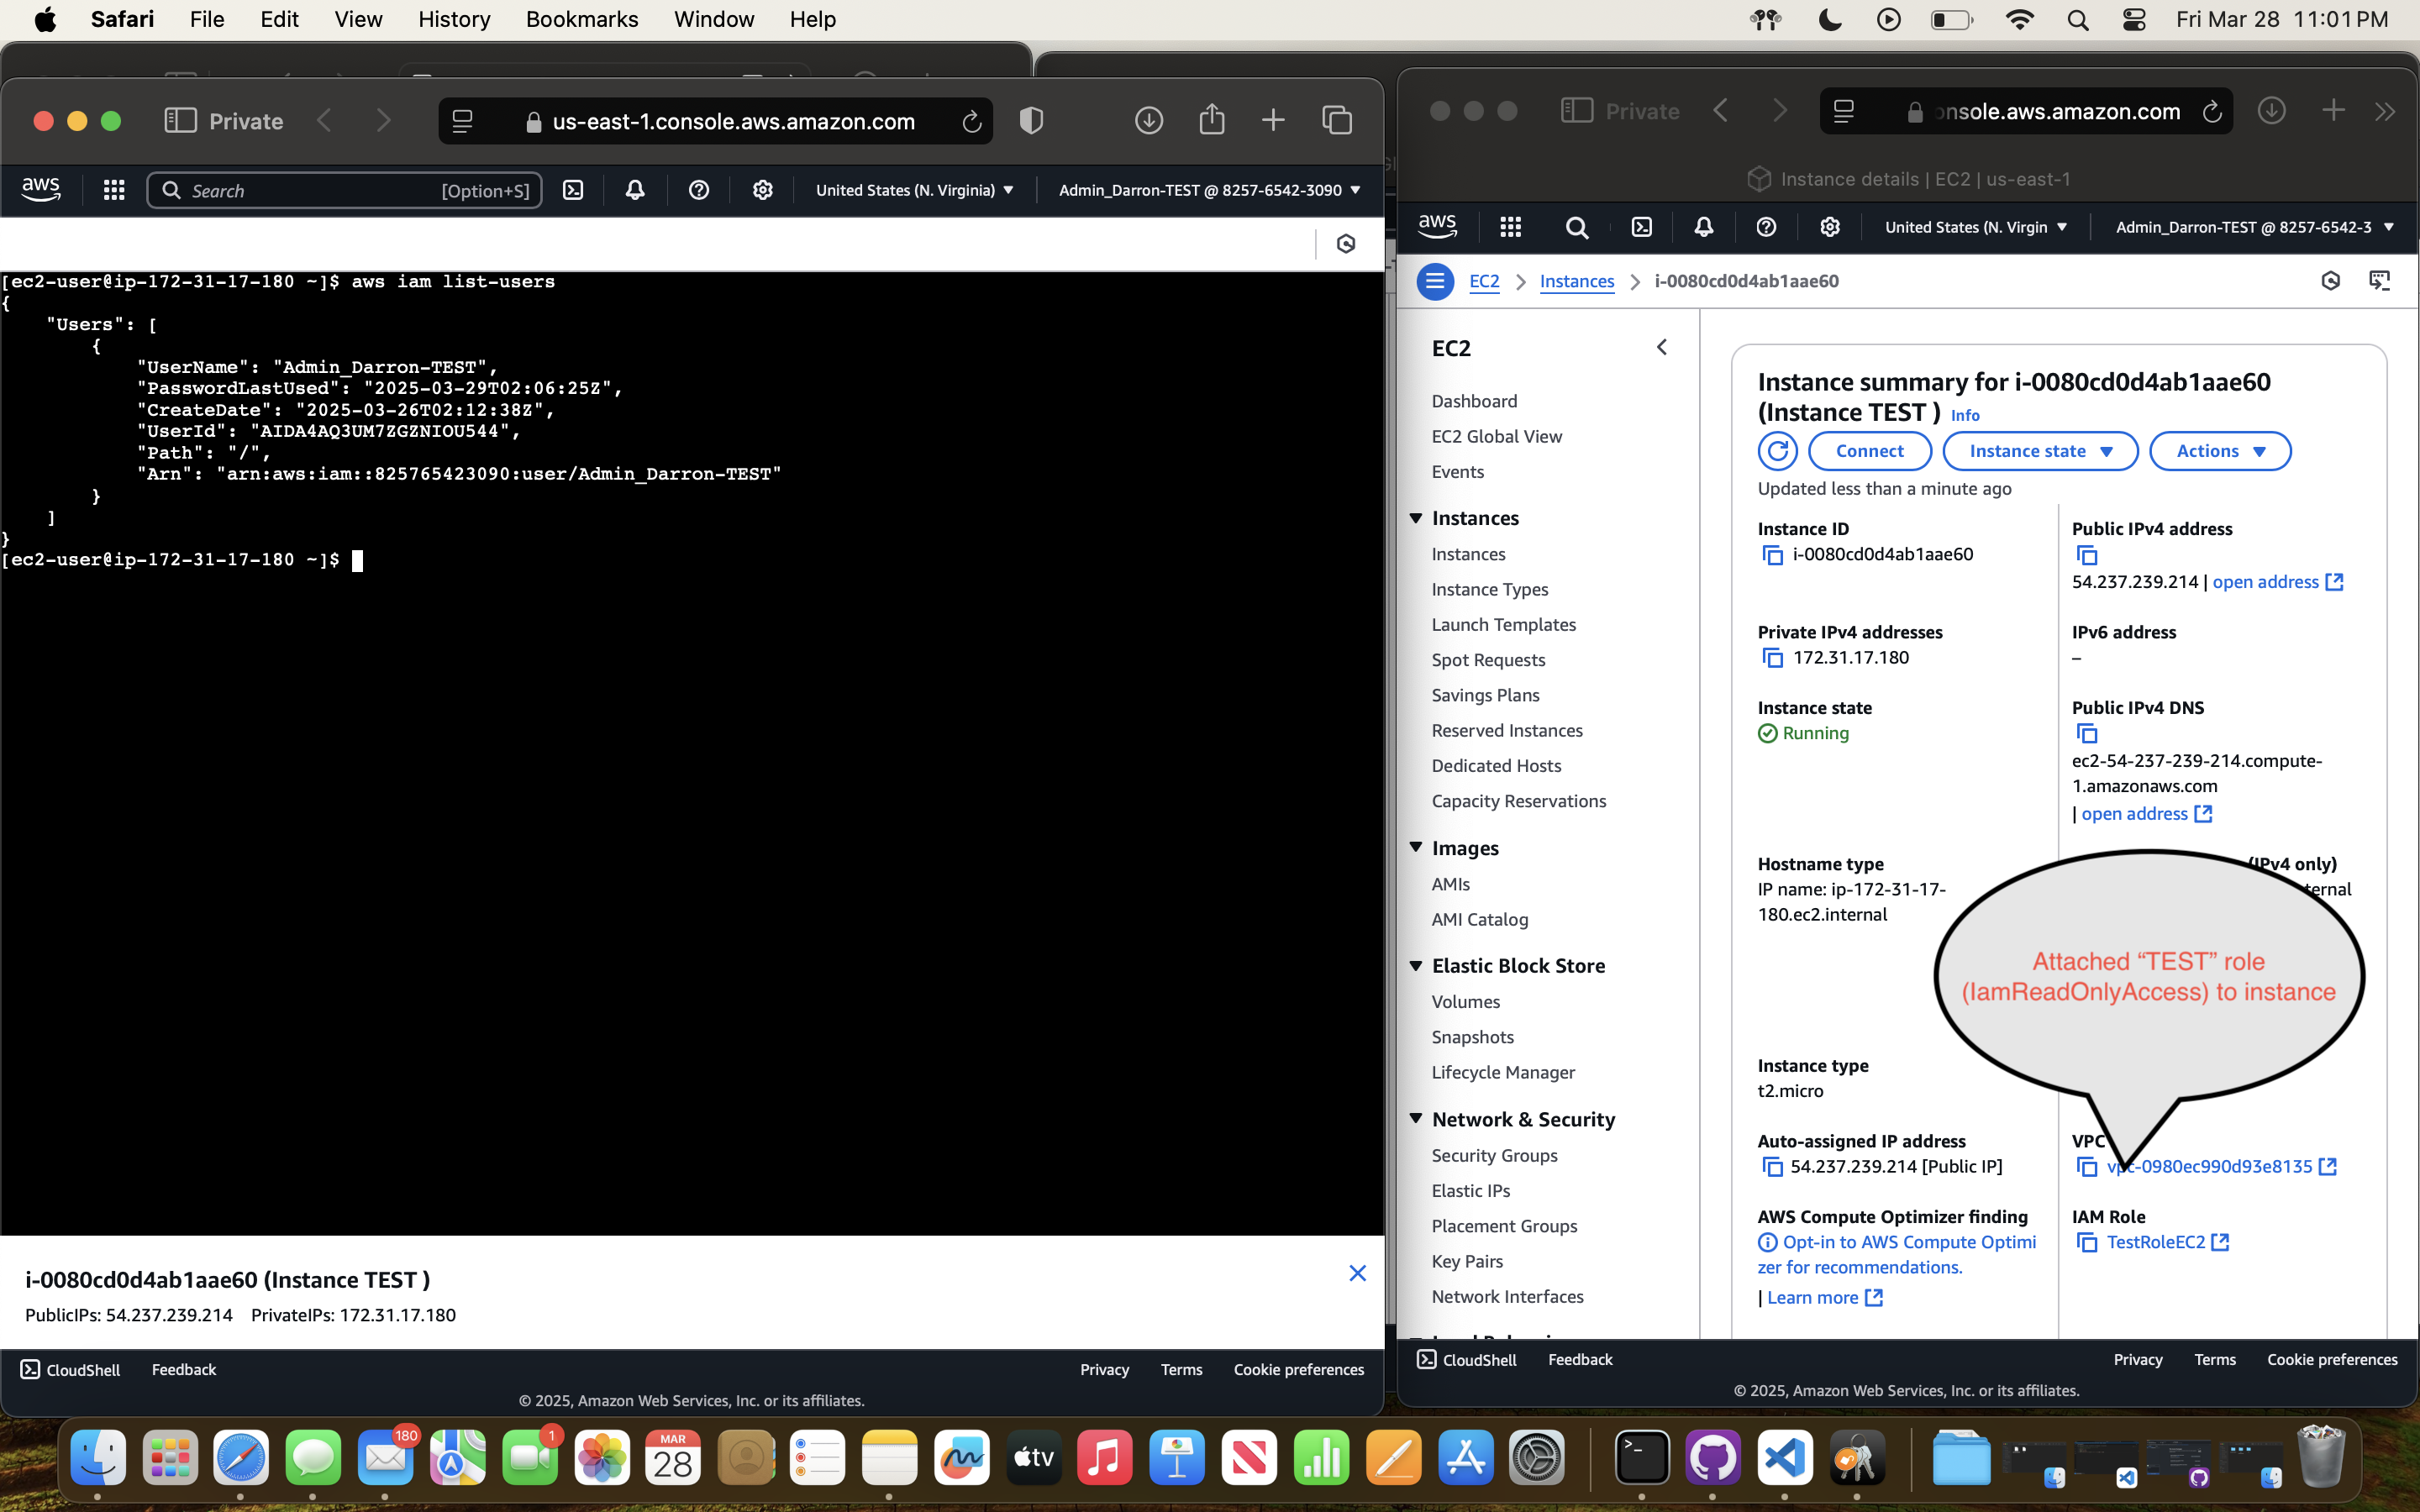 Safari File Edit View History Bookmarks Window Help
Fri Mar 28 11:01 PM
Private
us-east-1.console.aws.amazon.com
aws
Search [Option+S]
United States (N. Virginia) ▼
Admin_Darron-TEST @ 8257-6542-3090 ▼
[ec2-user@ip-172-31-17-180 ~]$ aws iam list-users
{
"Users": [
{
"UserName": "Admin_Darron-TEST",
"PasswordLastUsed": "2025-03-29T02:06:25Z",
"CreateDate": "2025-03-26T02:12:38Z",
"UserId": "AIDA4AQ3UM7ZGZNIOU544",
"Path": "/",
"Arn": "arn:aws:iam::825765423090:user/Admin_Darron-TEST"
}
]
}
[ec2-user@ip-172-31-17-180 ~]$
i-0080cd0d4ab1aae60 (Instance TEST )
PublicIPs: 54.237.239.214 PrivateIPs: 172.31.17.180
CloudShell Feedback
Privacy Terms Cookie preferences
© 2025, Amazon Web Services, Inc. or its affiliates.
Private
onsole.aws.amazon.com
Instance details | EC2 | us-east-1
aws
United States (N. Virgin ▼
Admin_Darron-TEST @ 8257-6542-3 ▼
EC2 > Instances > i-0080cd0d4ab1aae60
EC2
Dashboard
EC2 Global View
Events
Instances
Instances
Instance Types
Launch Templates
Spot Requests
Savings Plans
Reserved Instances
Dedicated Hosts
Capacity Reservations
Images
AMIs
AMI Catalog
Elastic Block Store
Volumes
Snapshots
Lifecycle Manager
Network & Security
Security Groups
Elastic IPs
Placement Groups
Key Pairs
Network Interfaces
Instance summary for i-0080cd0d4ab1aae60
(Instance TEST ) Info
Connect
Instance state ▼
Actions ▼
Updated less than a minute ago
Instance ID
i-0080cd0d4ab1aae60
Public IPv4 address
54.237.239.214 | open address
Private IPv4 addresses
172.31.17.180
IPv6 address
–
Instance state
Running
Public IPv4 DNS
ec2-54-237-239-214.compute-
1.amazonaws.com
| open address
Hostname type
IP name: ip-172-31-17-
180.ec2.internal
(IPv4 only)
ternal
Attached “TEST” role
(IamReadOnlyAccess) to instance
Instance type
t2.micro
Auto-assigned IP address
54.237.239.214 [Public IP]
VPC
vpc-0980ec990d93e8135
AWS Compute Optimizer finding
Opt-in to AWS Compute Optimi
zer for recommendations.
| Learn more
IAM Role
TestRoleEC2
CloudShell Feedback
Privacy Terms Cookie preferences
© 2025, Amazon Web Services, Inc. or its affiliates.
180
1
MAR
28
tv